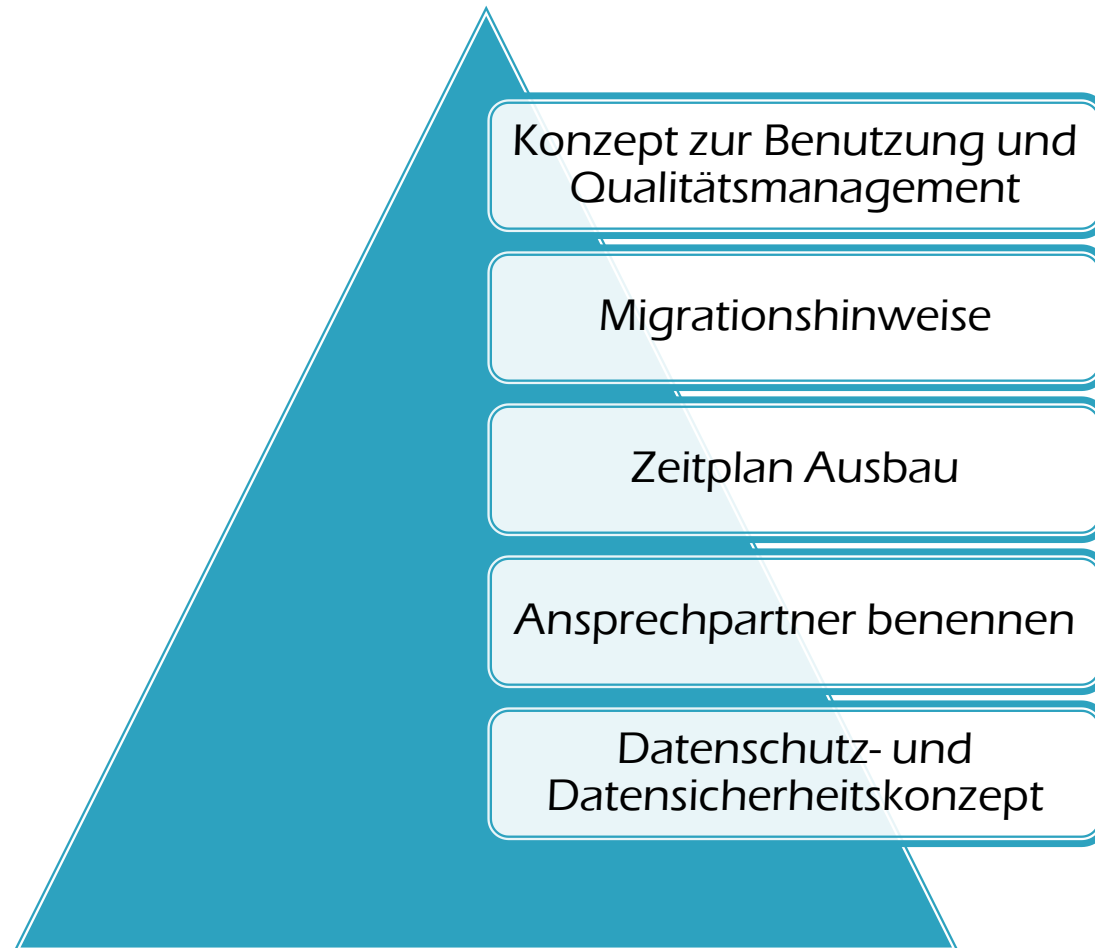 Konzept zur Benutzung und
Qualitätsmanagement
Migrationshinweise
Zeitplan Ausbau
Ansprechpartner benennen
Datenschutz- und
Datensicherheitskonzept